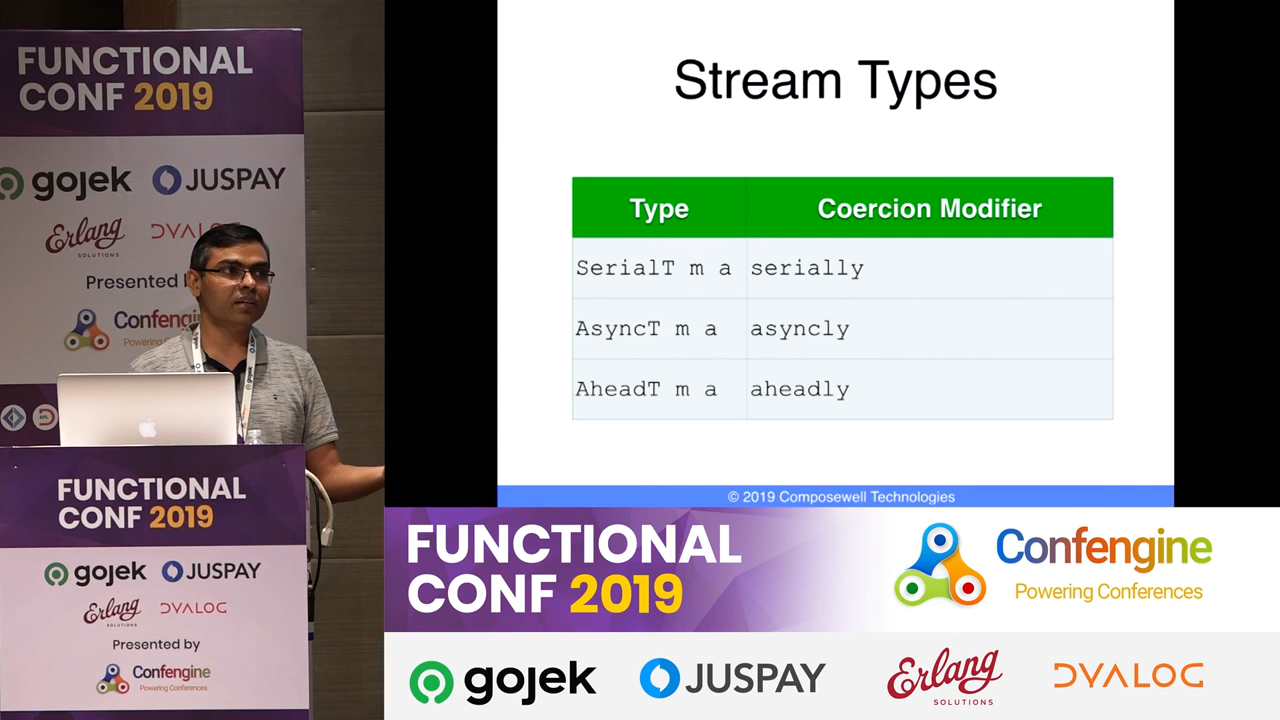 FUNCTIONAL
CONF 2019
gojek JUSPAY
Erlang
SOLUTIONS
Presented
Powering
FUNCTIONAL
CONF 2019
gojek JUSPAY
Erlang
SOLUTIONS
DYALOG
Presented by
Confengine
Powering Conferences
Stream Types
Type Coercion Modifier
SerialT m a serially
AsyncT m a asyncly
AheadT m a aheadly
© 2019 Composewell Technologies
FUNCTIONAL
CONF 2019
Confengine
Powering Conferences
gojek JUSPAY Erlang
SOLUTIONS
DYALOG